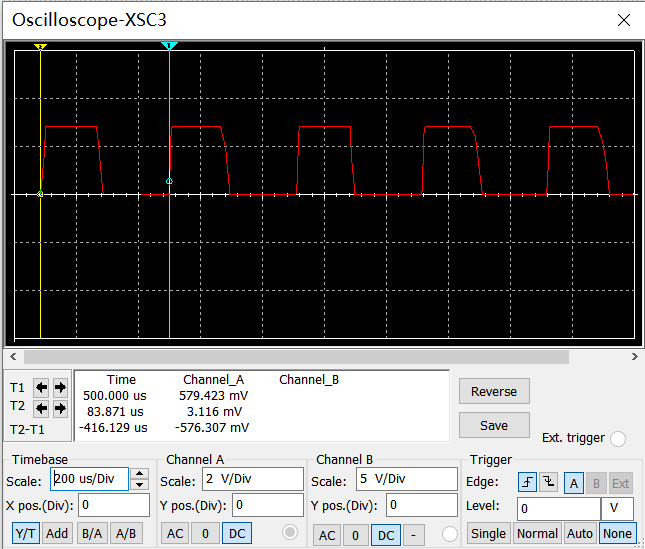 Oscilloscope-XSC3
2 1
Time Channel_A Channel_B
T1 500.000 us 579.423 mV
T2 83.871 us 3.116 mV
T2-T1 -416.129 us -576.307 mV
Reverse
Save
Ext. trigger
Timebase Channel A Channel B Trigger
Scale: 200 us/Div Scale: 2 V/Div Scale: 5 V/Div Edge: A B Ext
X pos.(Div): 0 Y pos.(Div): 0 Y pos.(Div): 0 Level: 0 V
Y/T Add B/A A/B AC 0 DC AC 0 DC - Single Normal Auto None